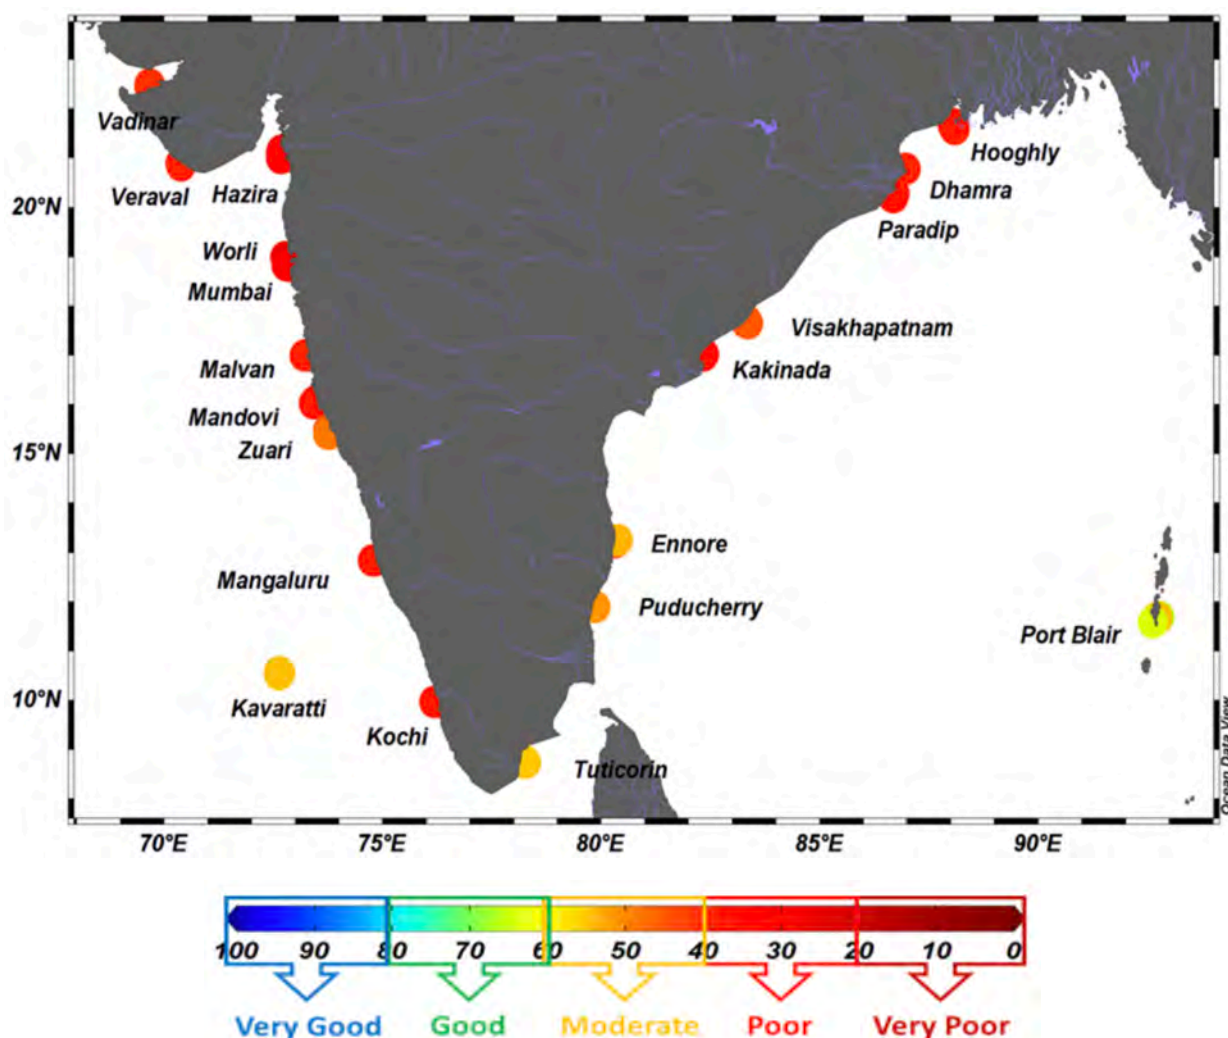 Vadinar
Hooghly
Veraval
Hazira
Dhamra
20°N
Paradip
Worli
Mumbai
Visakhapatnam
Malvan
Kakinada
Mandovi
Zuari
15°N
Ennore
Mangaluru
Puducherry
Port Blair
Kavaratti
10°N
Kochi
Tuticorin
Ocean Data View
70°E 75°E 80°E 85°E 90°E
100 90 80 70 60 50 40 30 20 10 0
Very Good Good Moderate Poor Very Poor